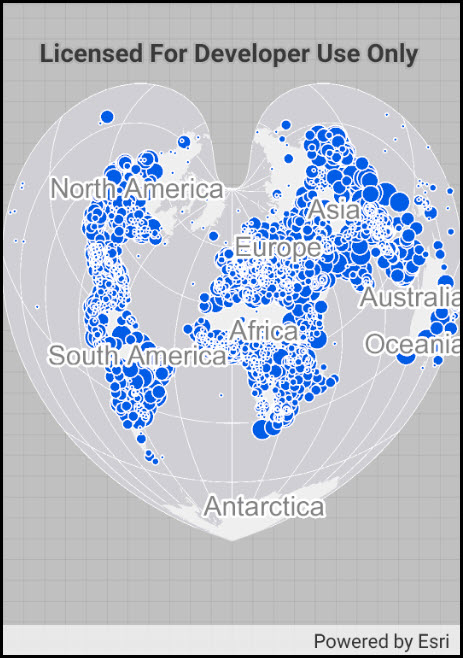 Licensed For Developer Use Only
North America
Asia
Europe
Australia
Africa
Oceania
South America
Antarctica
Powered by Esri